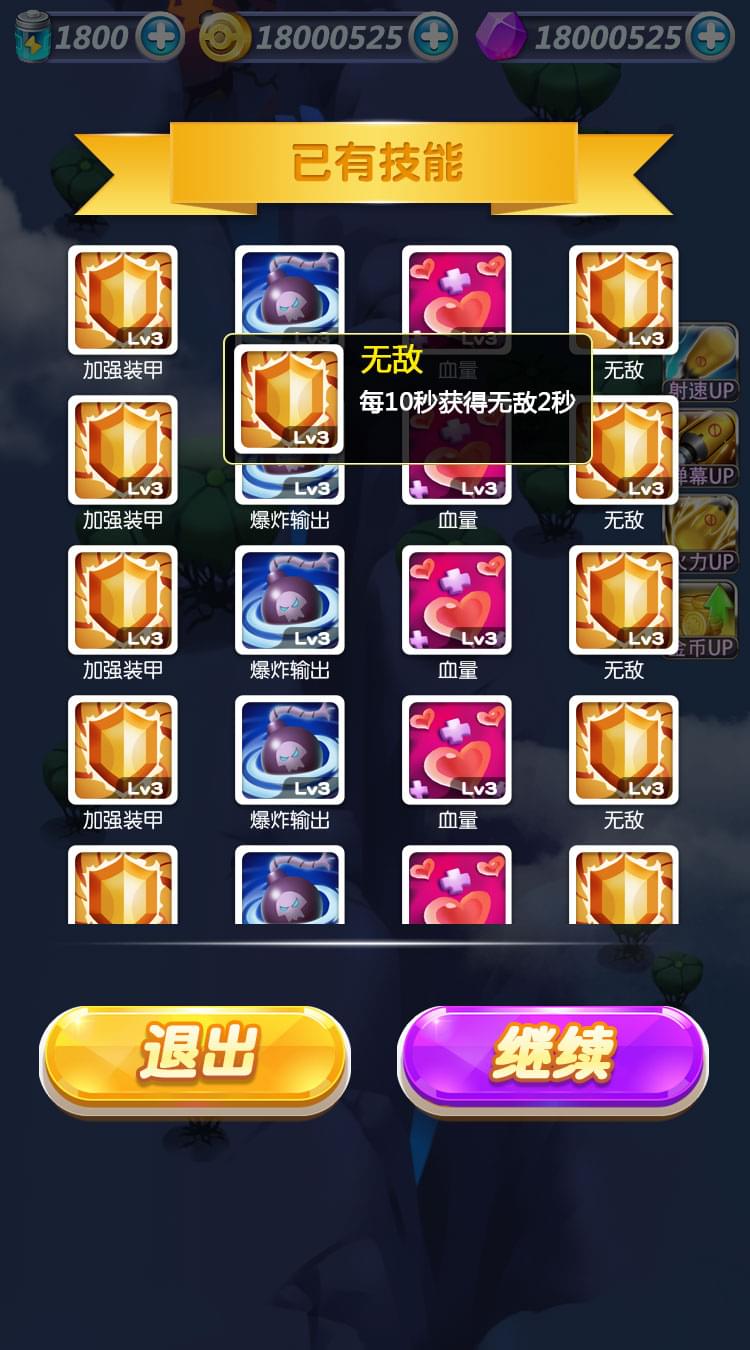 1800 18000525 18000525
已有技能
Lv3 Lv3 Lv3 Lv3
加强装甲 血量 无敌
无敌
每10秒获得无敌2秒
Lv3
射速UP
弹幕UP
Lv3 Lv3 Lv3 Lv3
加强装甲 爆炸输出 血量 无敌
火力UP
Lv3 Lv3 Lv3 Lv3
金币UP
加强装甲 爆炸输出 血量 无敌
Lv3 Lv3 Lv3 Lv3
加强装甲 爆炸输出 血量 无敌
退出 继续